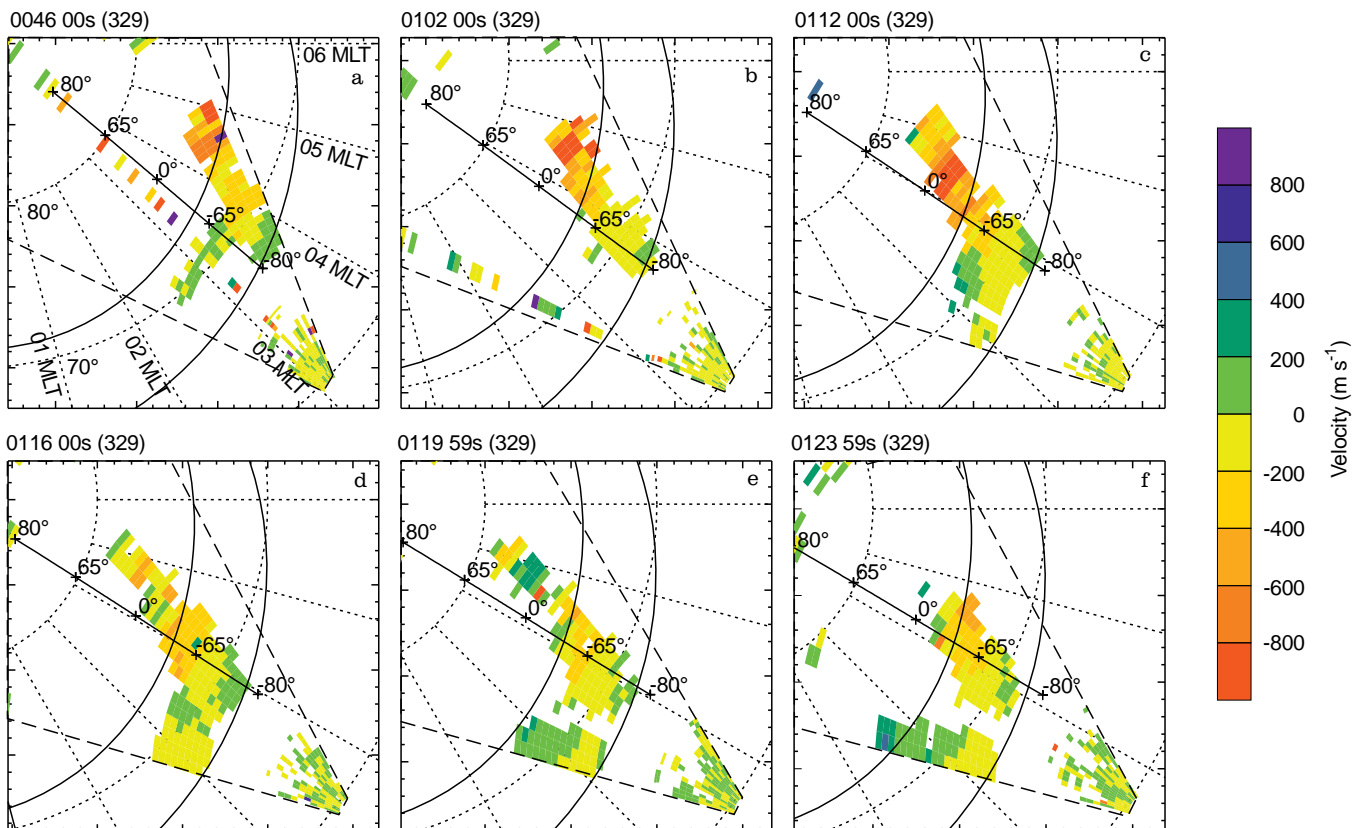 0046 00s (329)
0102 00s (329)
0112 00s (329)
06 MLT
a
b
c
80°
80°
80°
65°
65°
65°
05 MLT
0°
0°
0°
80°
-65°
-65°
-65°
04 MLT
-80°
-80°
-80°
01 MLT
70°
02 MLT
03 MLT
0116 00s (329)
0119 59s (329)
0123 59s (329)
d
e
f
80°
80°
80°
65°
65°
65°
0°
0°
0°
-65°
-65°
-65°
-80°
-80°
-80°
800
600
400
200
0
-200
-400
-600
-800
Velocity (m s⁻¹)